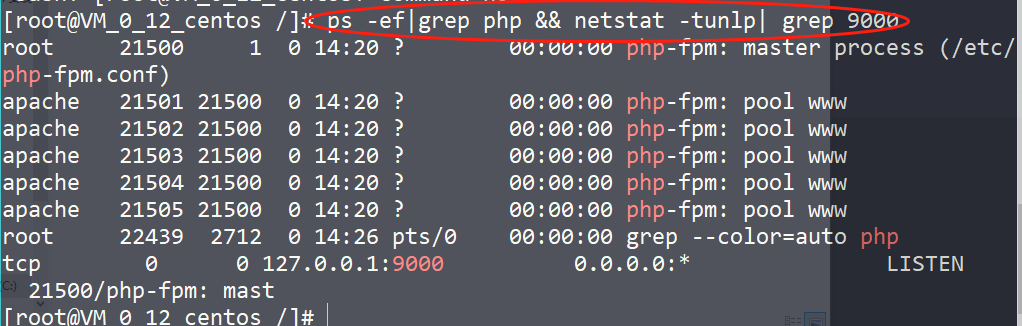 [root@VM_0_12_centos /]# ps -ef|grep php && netstat -tunlp| grep 9000
root     21500     1  0 14:20 ?        00:00:00 php-fpm: master process (/etc/
php-fpm.conf)
apache   21501 21500  0 14:20 ?        00:00:00 php-fpm: pool www
apache   21502 21500  0 14:20 ?        00:00:00 php-fpm: pool www
apache   21503 21500  0 14:20 ?        00:00:00 php-fpm: pool www
apache   21504 21500  0 14:20 ?        00:00:00 php-fpm: pool www
apache   21505 21500  0 14:20 ?        00:00:00 php-fpm: pool www
root     22439  2712  0 14:26 pts/0    00:00:00 grep --color=auto php
tcp        0      0 127.0.0.1:9000          0.0.0.0:*               LISTEN
  21500/php-fpm: mast
[root@VM_0_12_centos /]#